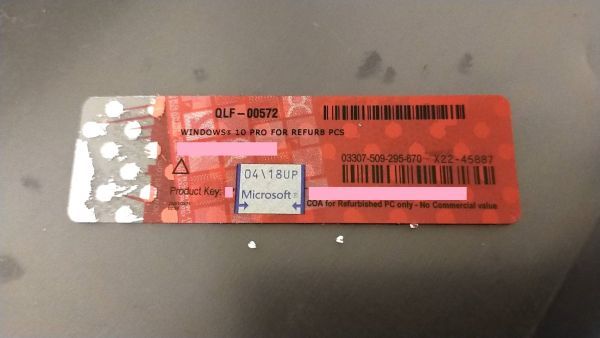 QLF-00572
WINDOWS® 10 PRO FOR REFURB PCS
03307-509-295-670 X22-45887
04\18UP
Product Key:
Microsoft®
COA for Refurbished PC only - No Commercial value